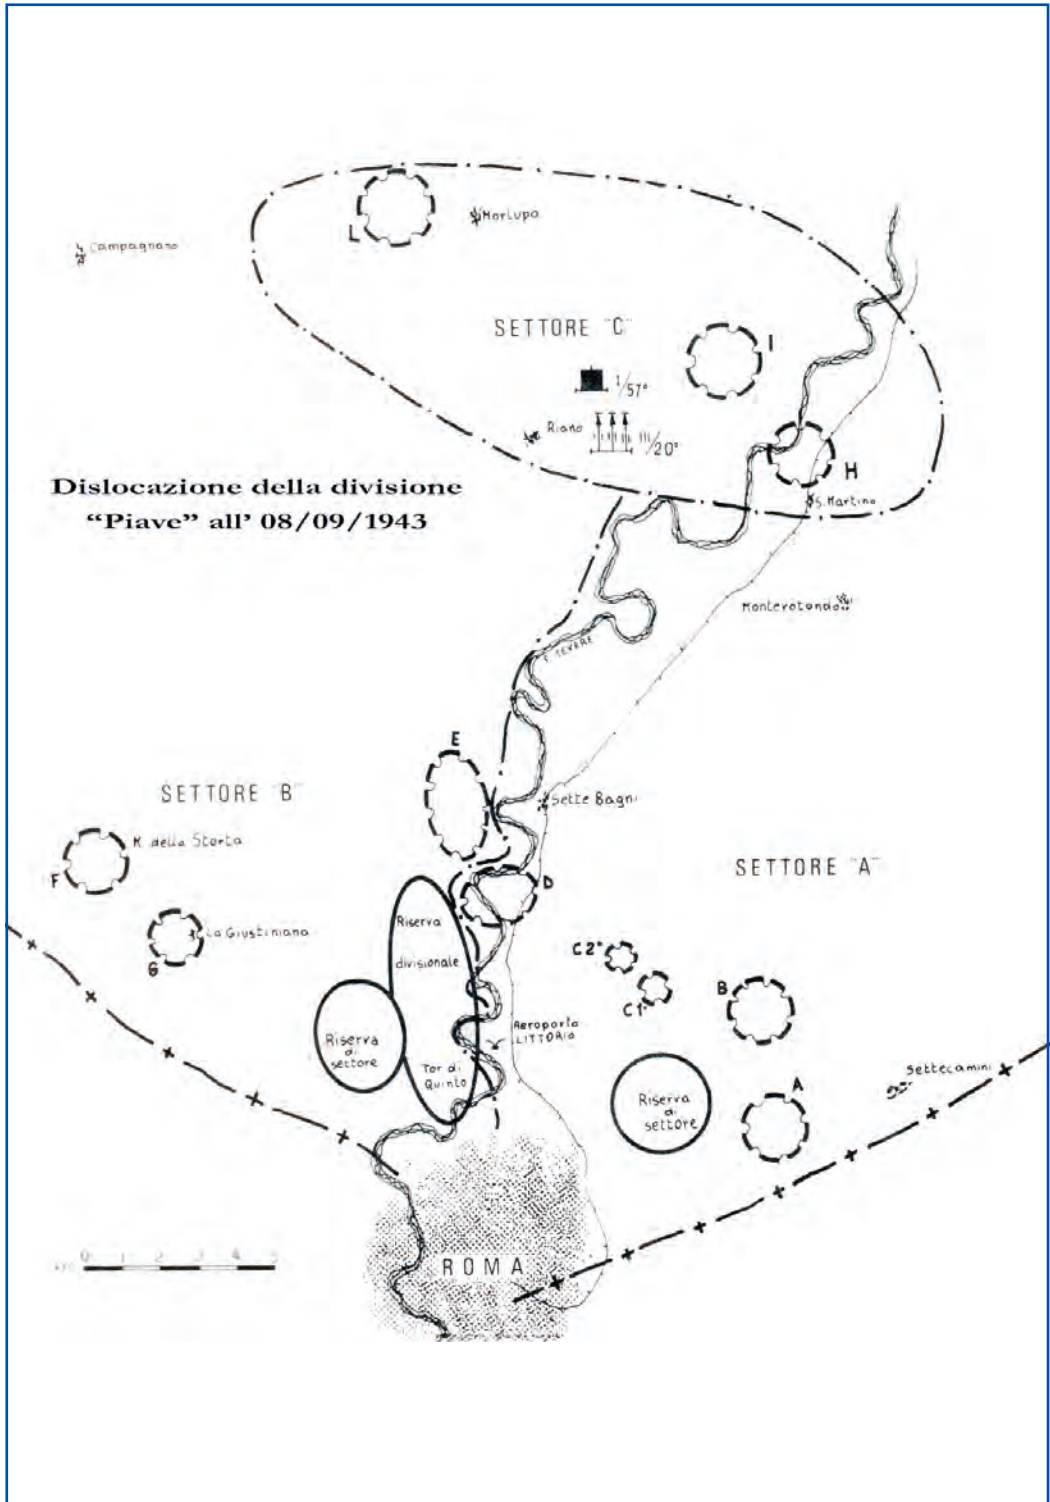 L
Morlupo
Campagnano
SETTORE "C"
I
I/57°
Riano
III/20°
H
S. Martino
Dislocazione della divisione
“Piave” all' 08/09/1943
Monterotondo
F. TEVERE
E
SETTORE "B"
Sette Bagni
K. della Storta
F
SETTORE "A"
D
Riserva
divisionale
La Giustiniana
G
C2°
C1°
B
Aeroporto
LITTORIA
Riserva
di
settore
Tor di
Quinto
Settecamini
A
Riserva
di
settore
ROMA
0 1 2 3 4 5